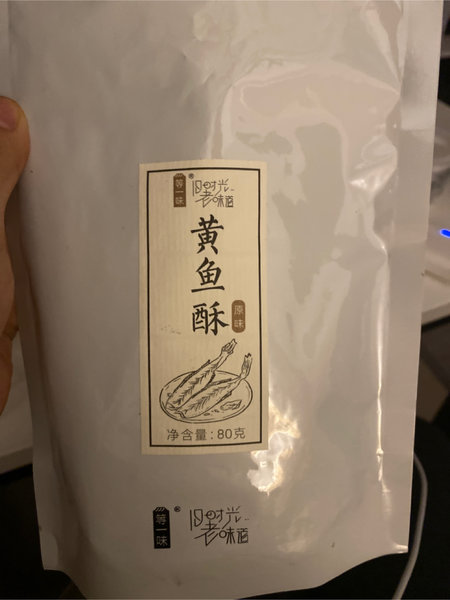 等一味
旧时光
老味道
黄鱼酥
原味
净含量：80克
等一味
旧时光
老味道